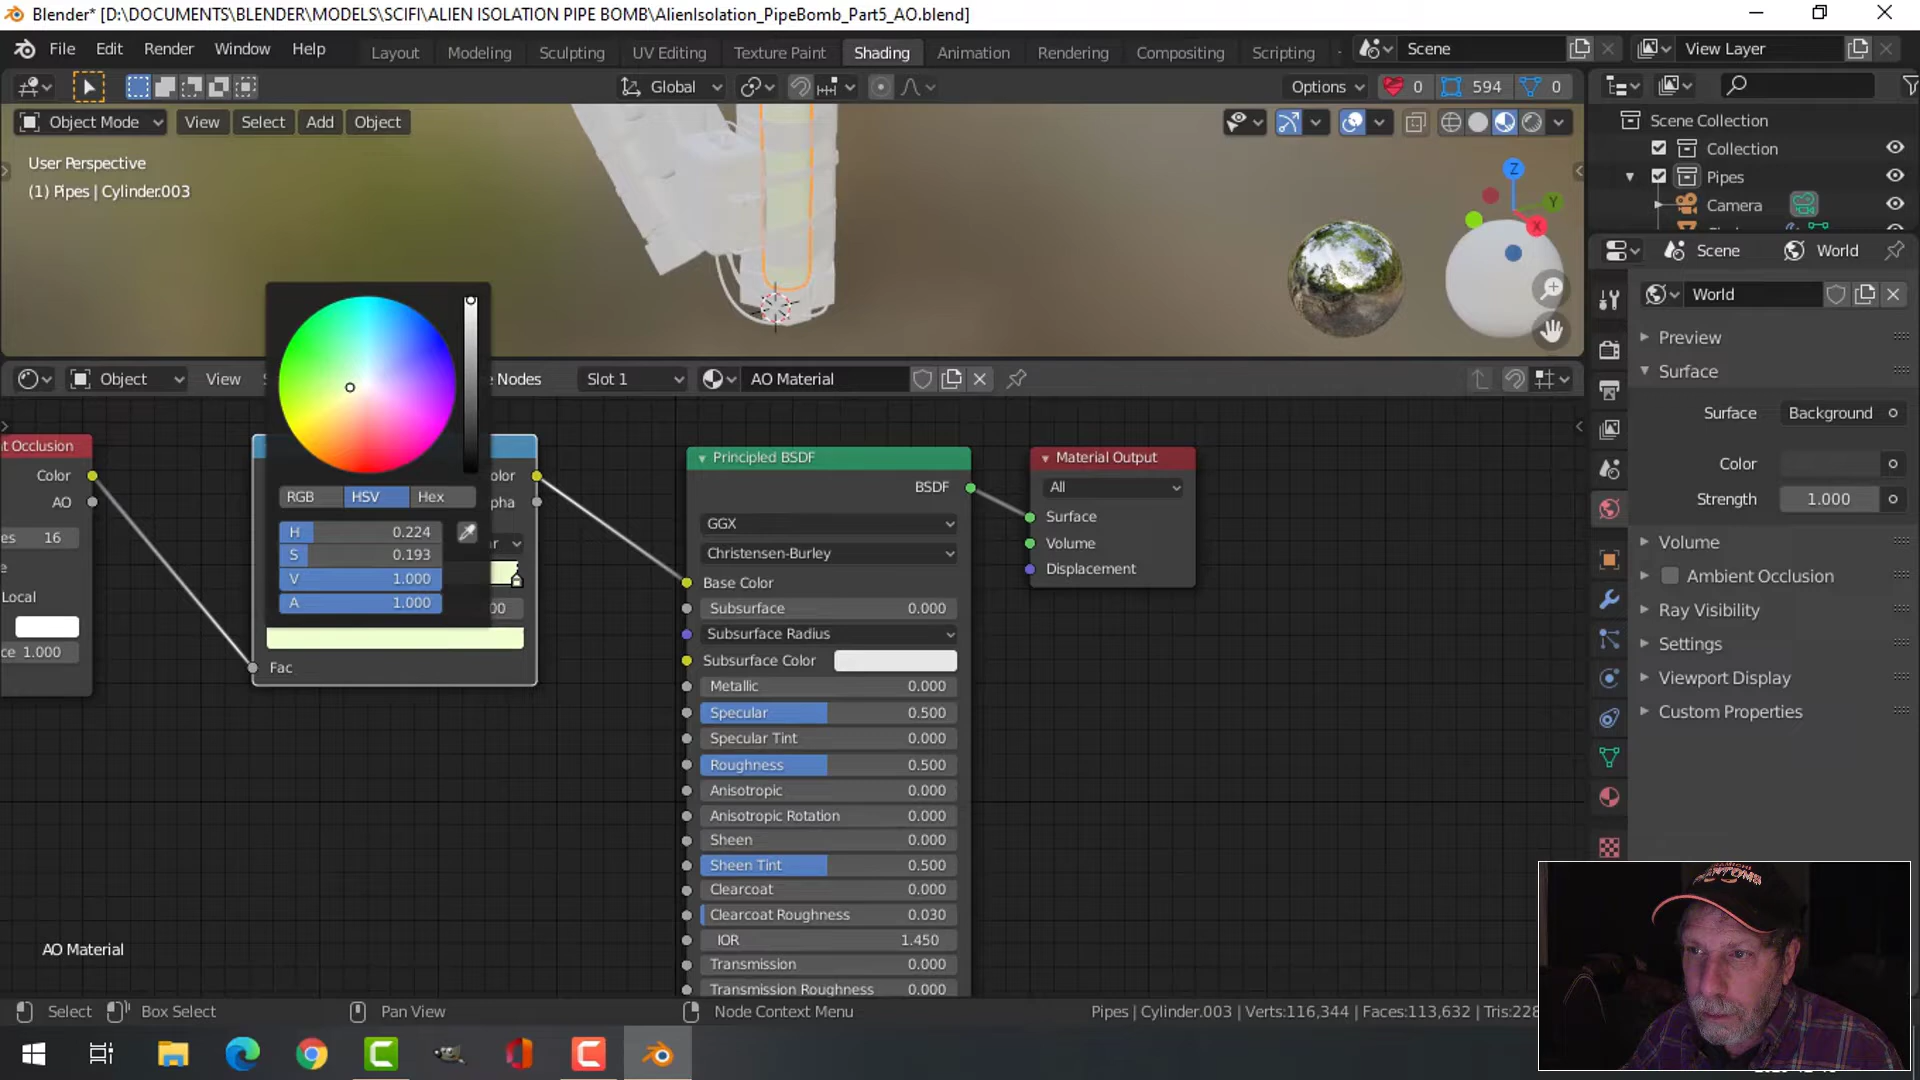 Blender* [D:\DOCUMENTS\BLENDER\MODELS\SCIFI\ALIEN ISOLATION PIPE BOMB\AlienIsolation_PipeBomb_Part5_AO.blend]
File Edit Render Window Help Layout Modeling Sculpting UV Editing Texture Paint Shading Animation Rendering Compositing Scripting Scene View Layer
Global Options 0 594 0
Object Mode View Select Add Object
User Perspective
(1) Pipes | Cylinder.003
Z
Y
X
Scene Collection
Collection
Pipes
Camera
Scene World
World
Preview
Surface
Surface Background
Color
Strength 1.000
Volume
Ambient Occlusion
Ray Visibility
Settings
Viewport Display
Custom Properties
Object View e Nodes Slot 1 AO Material
nt Occlusion
Color
AO
es 16
e
Local
ce 1.000
RGB HSV Hex
H 0.224
S 0.193
V 1.000
A 1.000
olor
pha
ar
00
Fac
Principled BSDF
BSDF
GGX
Christensen-Burley
Base Color
Subsurface 0.000
Subsurface Radius
Subsurface Color
Metallic 0.000
Specular 0.500
Specular Tint 0.000
Roughness 0.500
Anisotropic 0.000
Anisotropic Rotation 0.000
Sheen 0.000
Sheen Tint 0.500
Clearcoat 0.000
Clearcoat Roughness 0.030
IOR 1.450
Transmission 0.000
Transmission Roughness 0.000
Material Output
All
Surface
Volume
Displacement
AO Material
Select Box Select Pan View Node Context Menu Pipes | Cylinder.003 | Verts:116,344 | Faces:113,632 | Tris:228